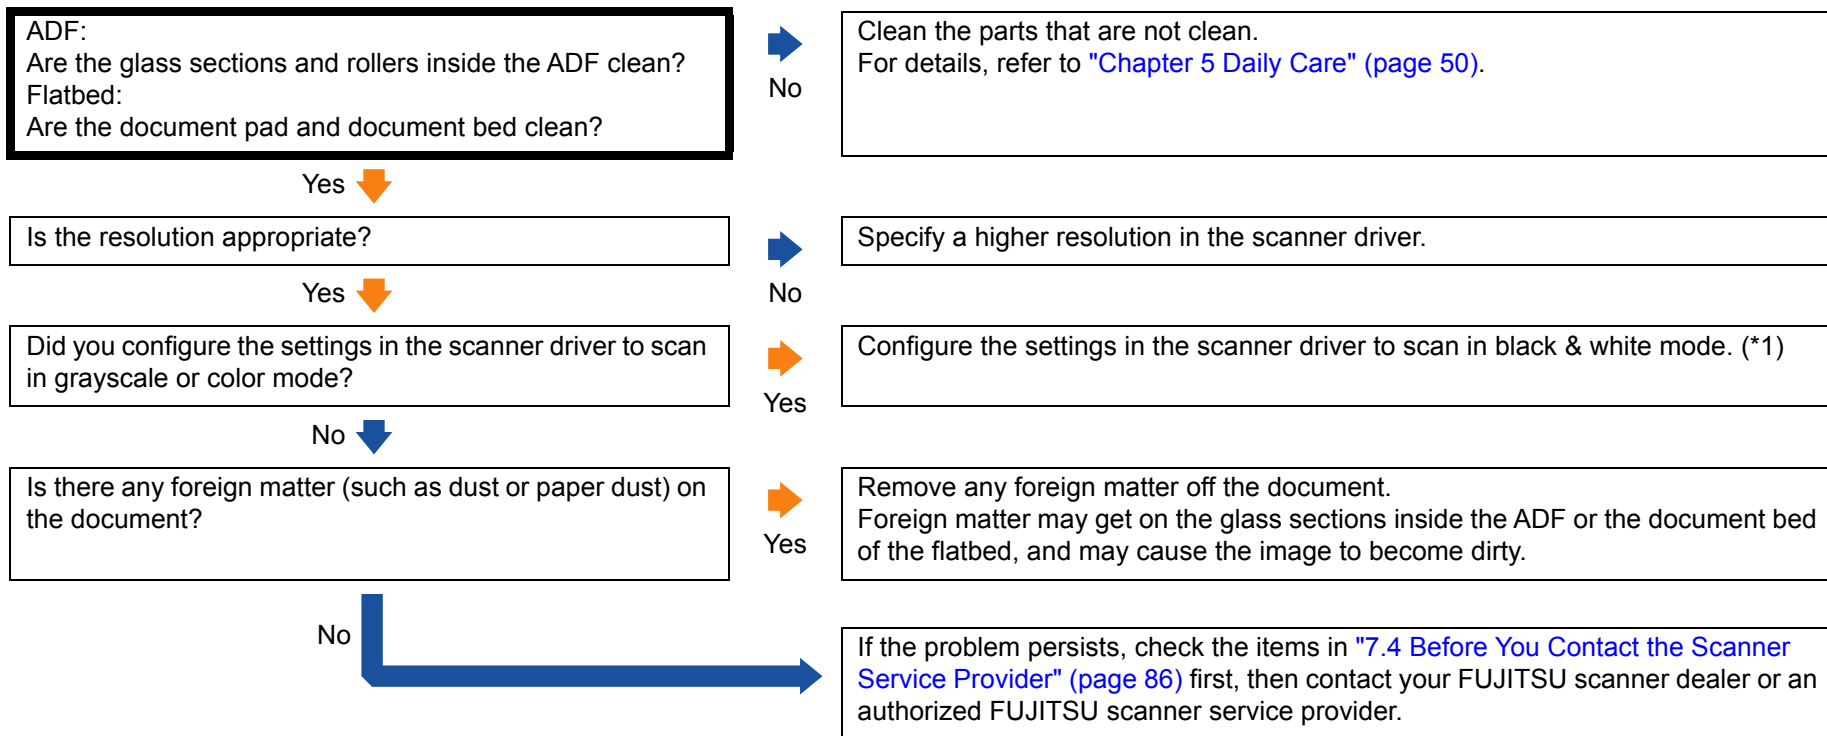 ADF:
Are the glass sections and rollers inside the ADF clean?
Flatbed:
Are the document pad and document bed clean?
No
Clean the parts that are not clean.
For details, refer to "Chapter 5 Daily Care" (page 50).
Yes
Is the resolution appropriate?
No
Specify a higher resolution in the scanner driver.
Yes
Did you configure the settings in the scanner driver to scan
in grayscale or color mode?
Yes
Configure the settings in the scanner driver to scan in black & white mode. (*1)
No
Is there any foreign matter (such as dust or paper dust) on
the document?
Yes
Remove any foreign matter off the document.
Foreign matter may get on the glass sections inside the ADF or the document bed
of the flatbed, and may cause the image to become dirty.
No
If the problem persists, check the items in "7.4 Before You Contact the Scanner
Service Provider" (page 86) first, then contact your FUJITSU scanner dealer or an
authorized FUJITSU scanner service provider.